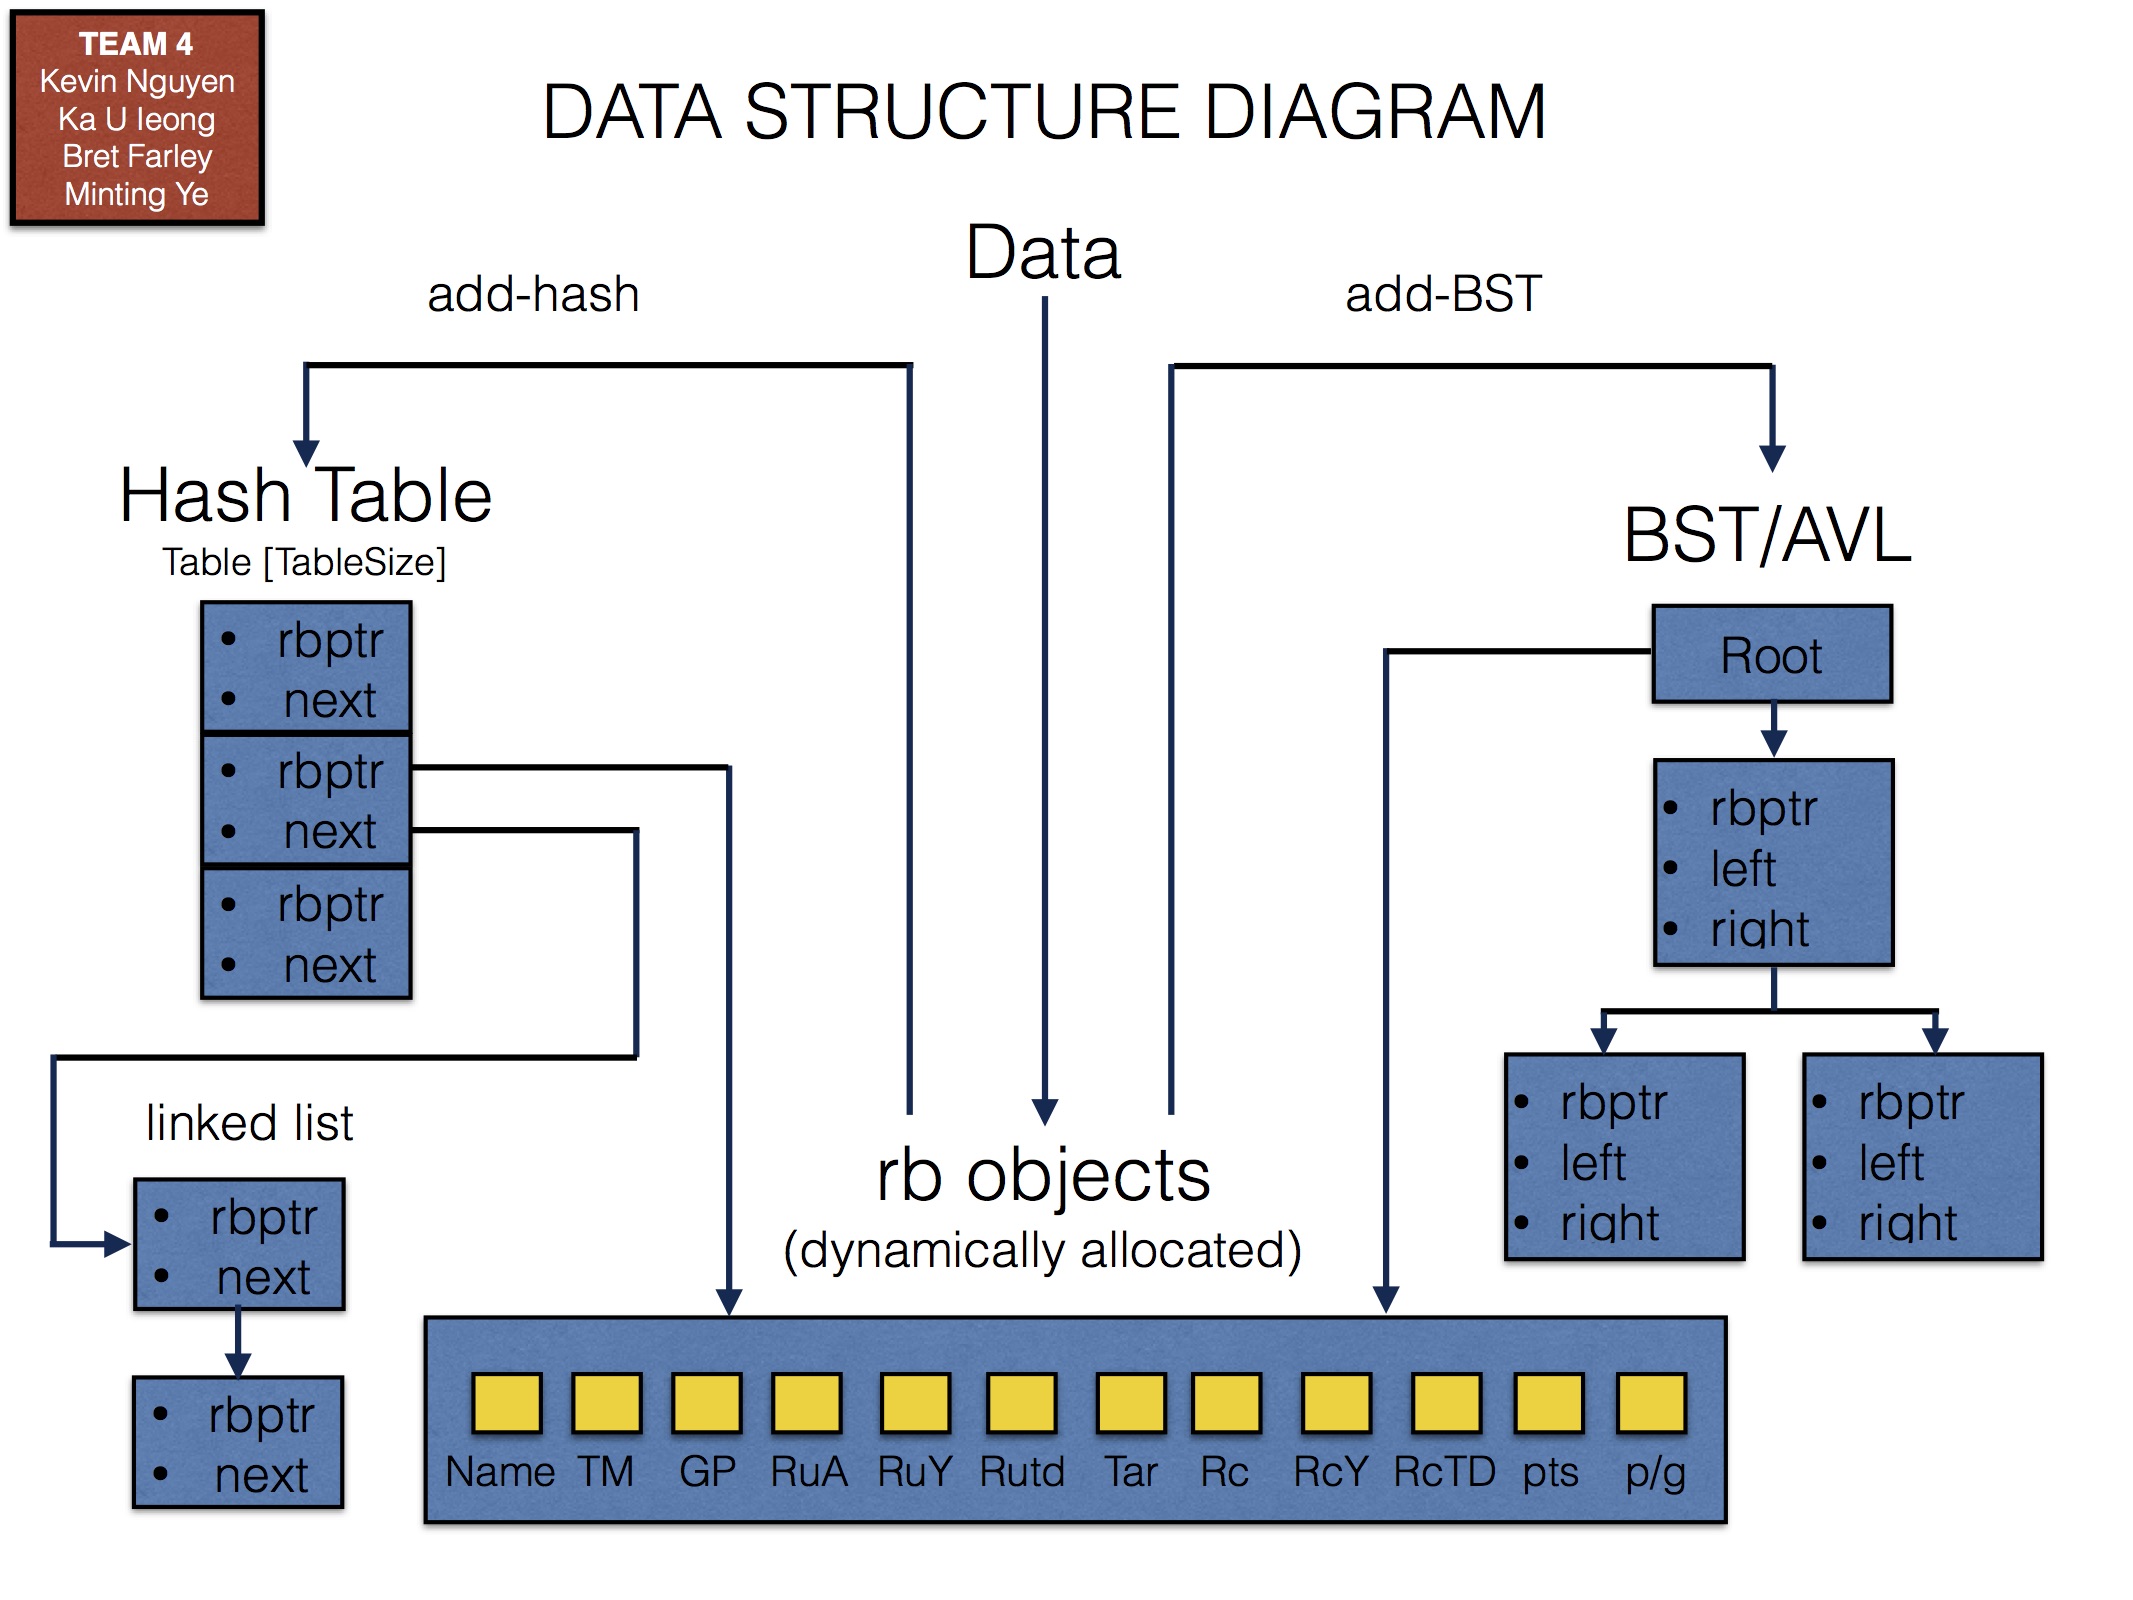 TEAM 4
Kevin Nguyen
Ka U Ieong
Bret Farley
Minting Ye
DATA STRUCTURE DIAGRAM
Data
add-hash
add-BST
Hash Table
Table [TableSize]
• rbptr
• next
• rbptr
• next
• rbptr
• next
linked list
• rbptr
• next
• rbptr
• next
BST/AVL
Root
• rbptr
• left
• right
• rbptr
• left
• right
• rbptr
• left
• right
rb objects
(dynamically allocated)
Name TM GP RuA RuY Rutd Tar Rc RcY RcTD pts p/g